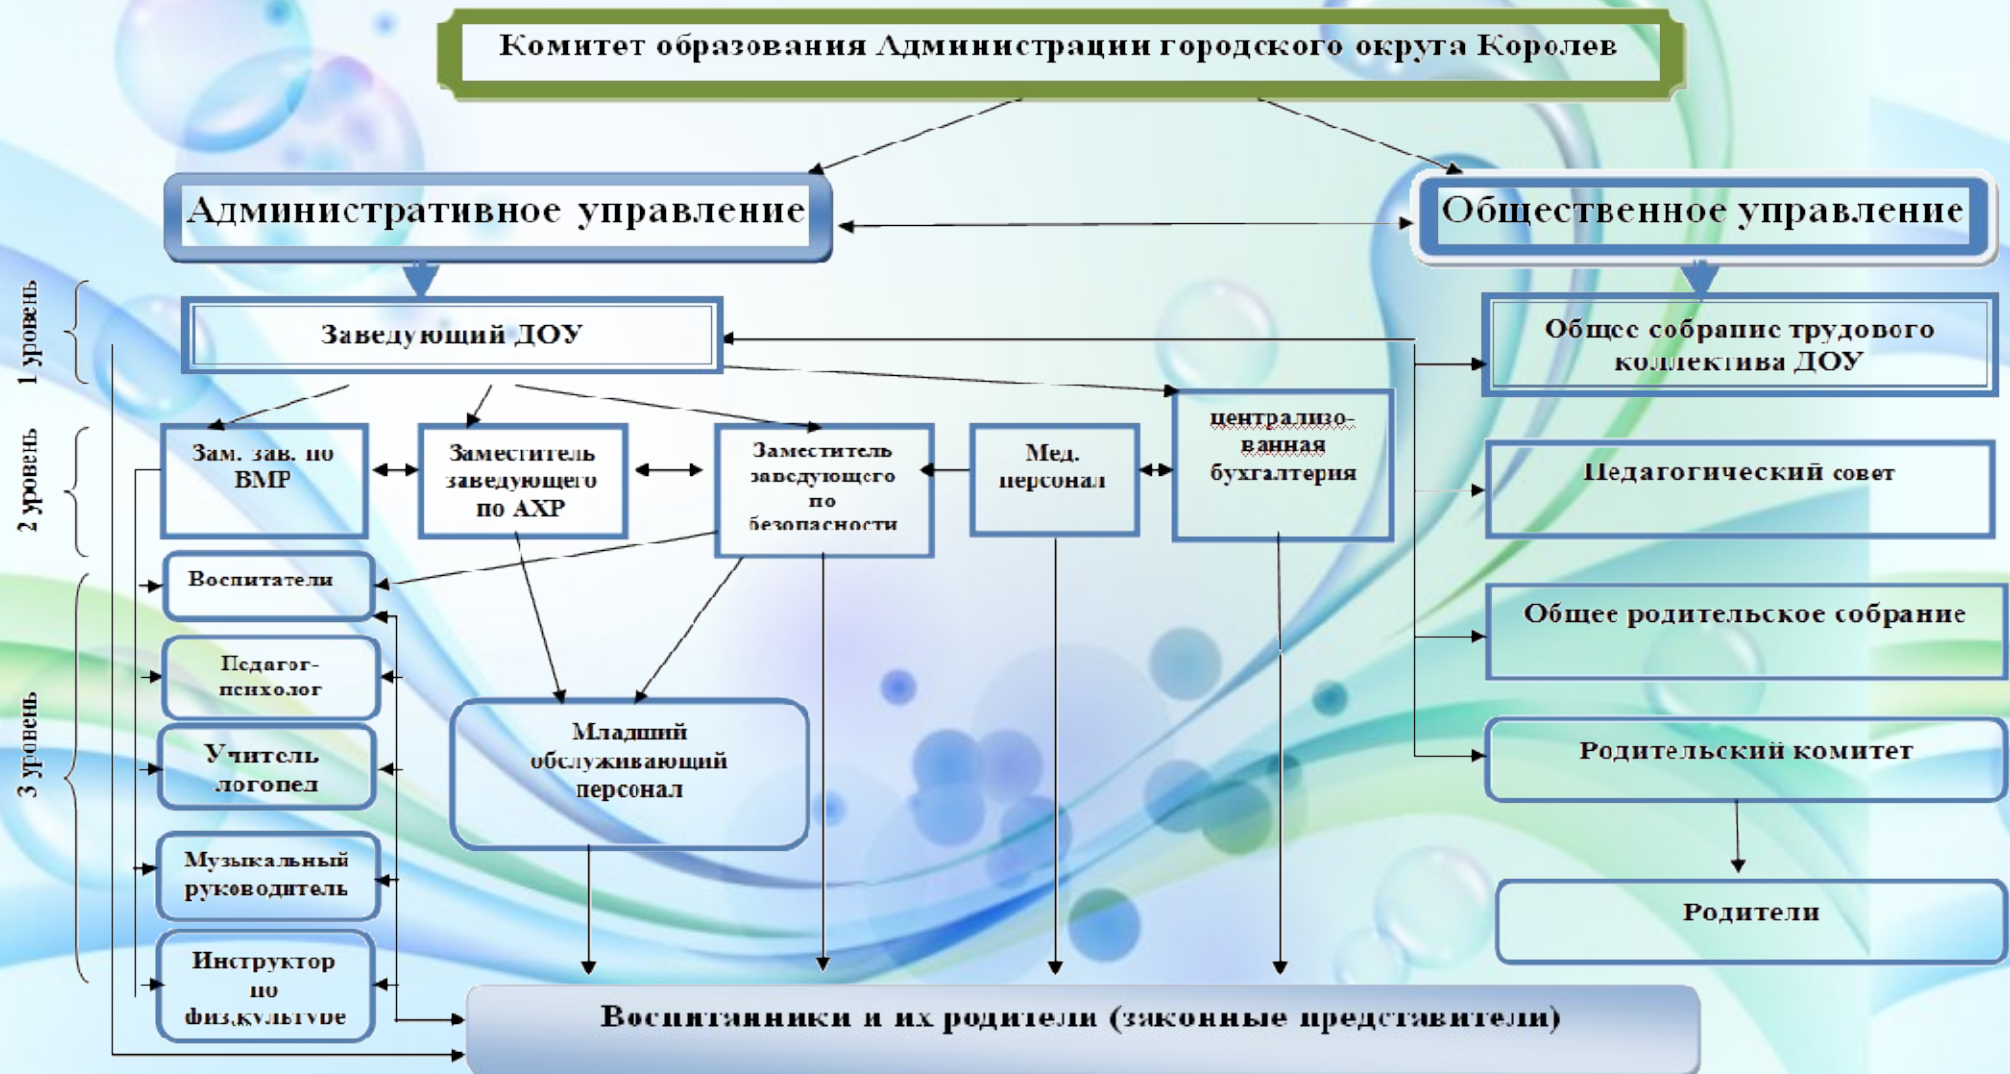 Комитет образования Администрации городского округа Королев
Административное управление
Общественное управление
1 уровень
Заведующий ДОУ
Общее собрание трудового
коллектива ДОУ
2 уровень
Зам. зав. по
ВМР
Заместитель
заведующего
по АХР
Заместитель
заведующего
по
безопасности
Мед.
персонал
централизо-
ванная
бухгалтерия
Педагогический совет
3 уровень
Воспитатели
Общее родительское собрание
Педагог-
психолог
Учитель
логопед
Младший
обслуживающий
персонал
Родительский комитет
Музыкальный
руководитель
Родители
Инструктор
по
физ.культуре
Воспитанники и их родители (законные представители)